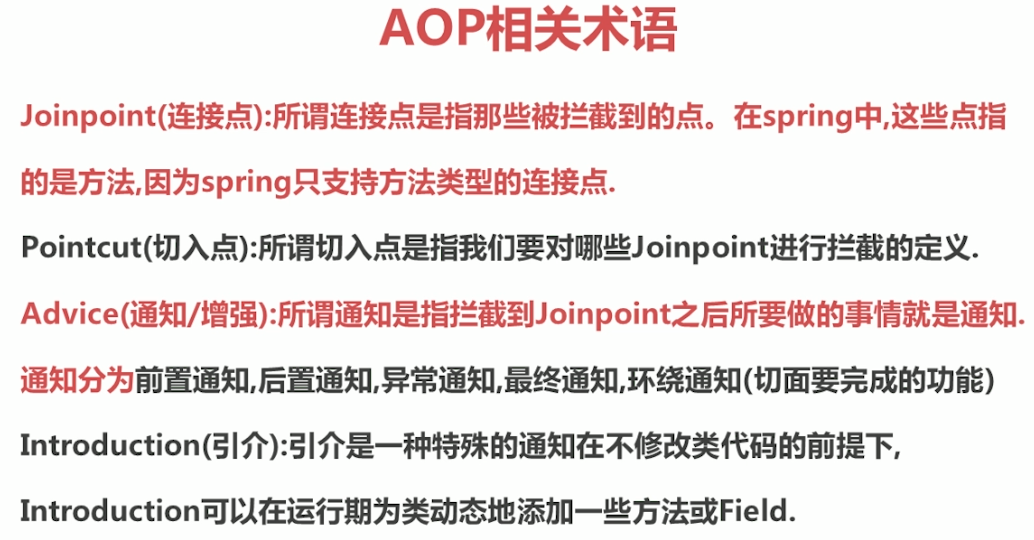 AOP相关术语
Joinpoint(连接点):所谓连接点是指那些被拦截到的点。在spring中,这些点指
的是方法,因为spring只支持方法类型的连接点.
Pointcut(切入点):所谓切入点是指我们要对哪些Joinpoint进行拦截的定义.
Advice(通知/增强):所谓通知是指拦截到Joinpoint之后所要做的事情就是通知.
通知分为前置通知,后置通知,异常通知,最终通知,环绕通知(切面要完成的功能)
Introduction(引介):引介是一种特殊的通知在不修改类代码的前提下,
Introduction可以在运行期为类动态地添加一些方法或Field.